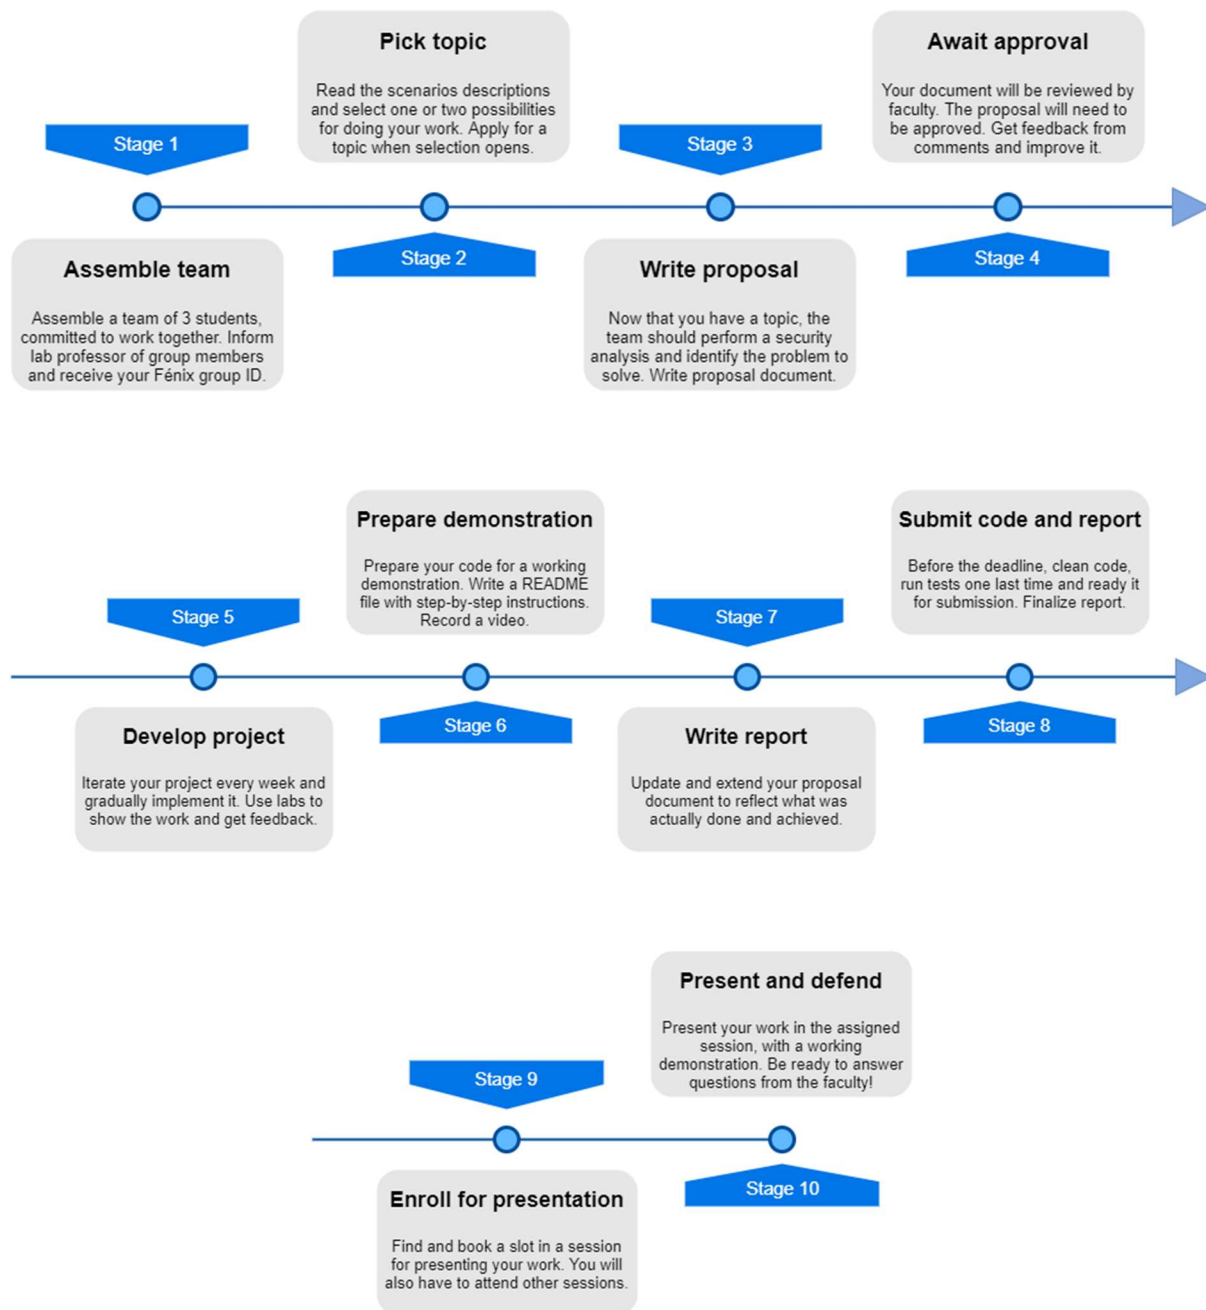 Stage 1
Assemble team
Assemble a team of 3 students,
committed to work together. Inform
lab professor of group members
and receive your Fénix group ID.
Pick topic
Read the scenarios descriptions
and select one or two possibilities
for doing your work. Apply for a
topic when selection opens.
Stage 2
Stage 3
Write proposal
Now that you have a topic, the
team should perform a security
analysis and identify the problem to
solve. Write proposal document.
Await approval
Your document will be reviewed by
faculty. The proposal will need to
be approved. Get feedback from
comments and improve it.
Stage 4
Stage 5
Develop project
Iterate your project every week and
gradually implement it. Use labs to
show the work and get feedback.
Prepare demonstration
Prepare your code for a working
demonstration. Write a README
file with step-by-step instructions.
Record a video.
Stage 6
Stage 7
Write report
Update and extend your proposal
document to reflect what was
actually done and achieved.
Submit code and report
Before the deadline, clean code,
run tests one last time and ready it
for submission. Finalize report.
Stage 8
Stage 9
Enroll for presentation
Find and book a slot in a session
for presenting your work. You will
also have to attend other sessions.
Present and defend
Present your work in the assigned
session, with a working
demonstration. Be ready to answer
questions from the faculty!
Stage 10